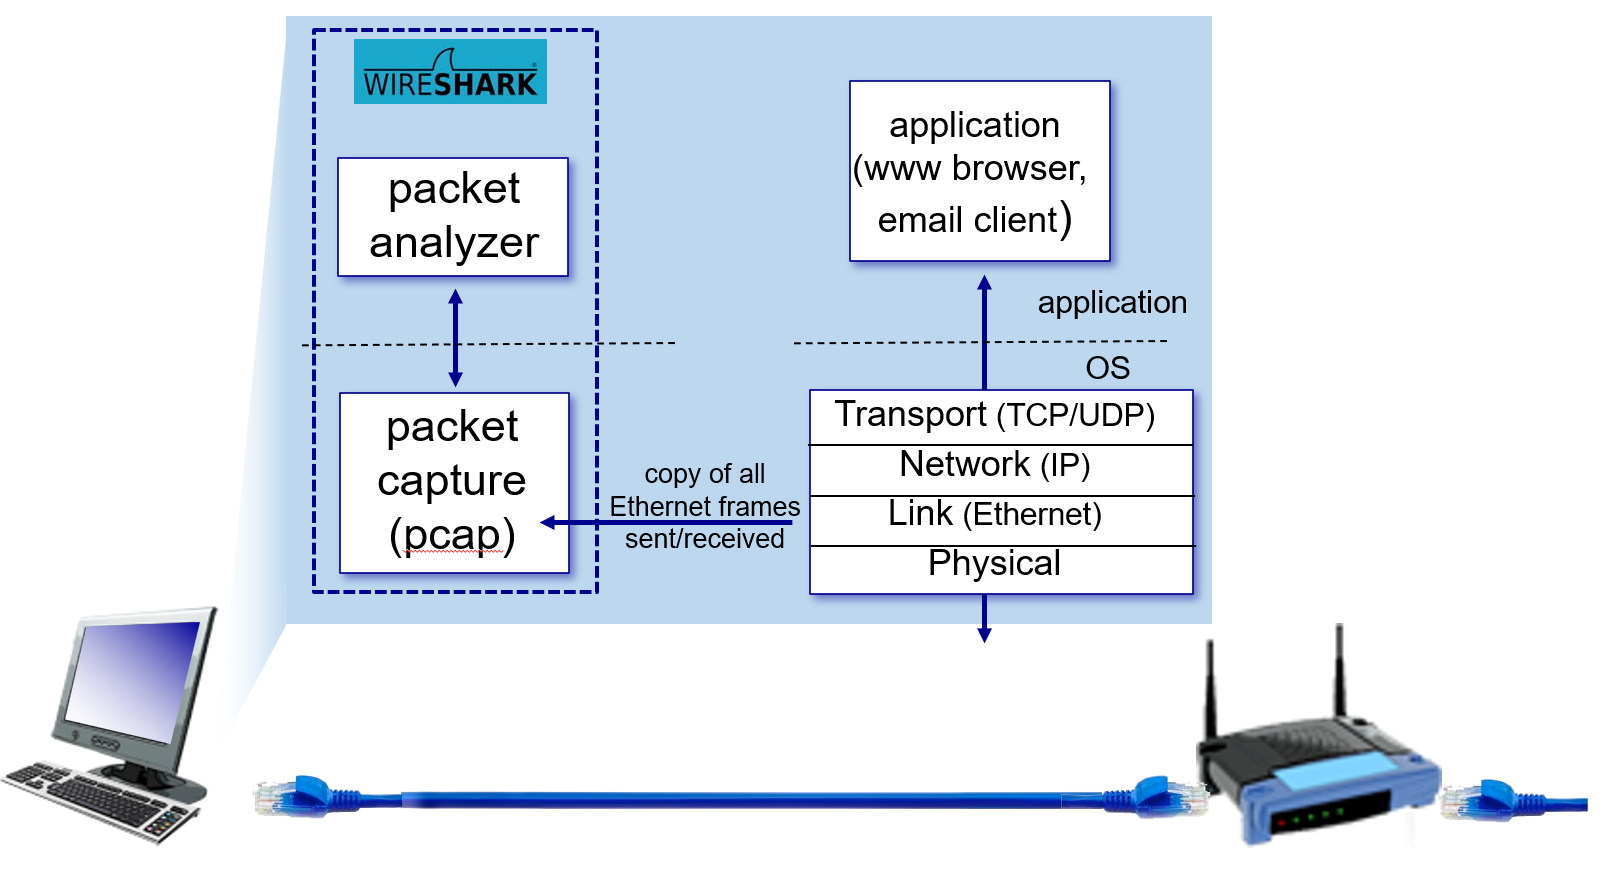 WIRESHARK
packet
analyzer
packet
capture
(pcap)
copy of all
Ethernet frames
sent/received
application
(www browser,
email client)
application
OS
Transport (TCP/UDP)
Network (IP)
Link (Ethernet)
Physical